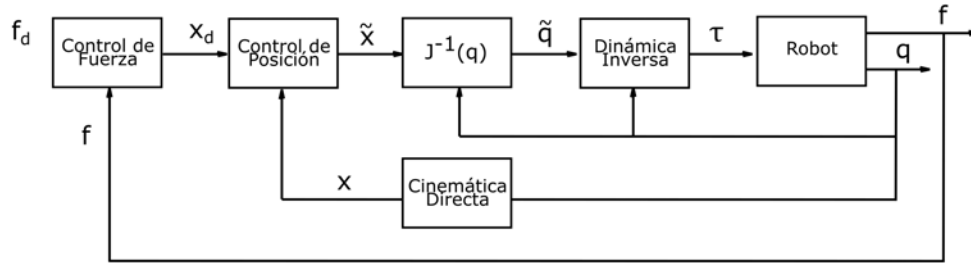 f_d
Control de
Fuerza
x_d
Control de
Posición
x̃
J⁻¹(q)
q̃
Dinámica
Inversa
τ
Robot
f
q
f
x
Cinemática
Directa